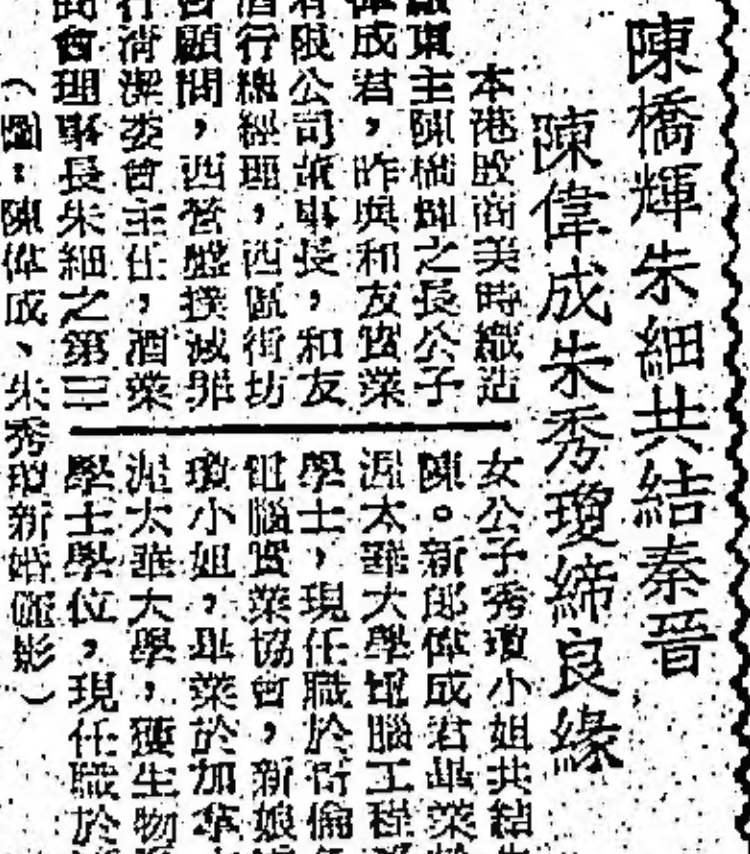 陳橋輝朱細共結秦晉
陳偉成朱秀瓊締良緣
本港殷商美時織造
東主陳橋輝之長公子
偉成君,昨與和友實業
有限公司董事長,和友
酒行總經理,西區街坊
會顧問,西營盤撲滅罪
行清潔委會主任,酒業
商會理事長朱細之第三
女公子秀瓊小姐共結
陳。新郎偉成君畢業
渥太華大學電腦工程
學士,現任職於倫
電腦實業協會,新娘
瓊小姐,畢業於加拿
渥太華大學,獲生物
學士學位,現任職於
(圖:陳偉成、朱秀瓊新婚儷影)